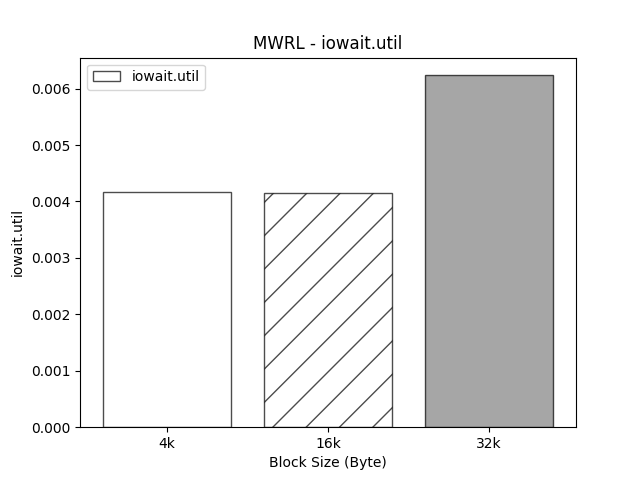 MWRL - iowait.util
iowait.util
0.006
0.005
0.004
0.003
0.002
0.001
0.000
iowait.util
4k
16k
32k
Block Size (Byte)